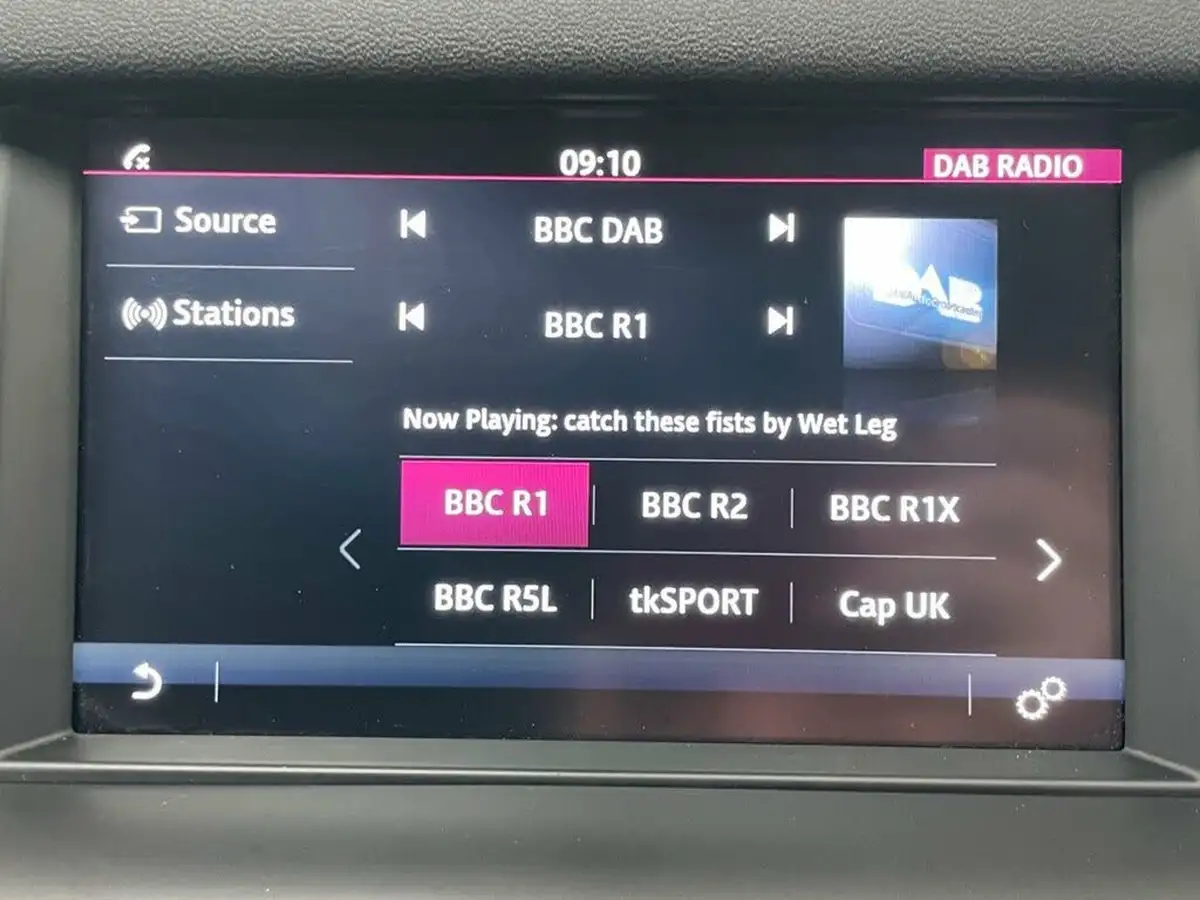 09:10
DAB RADIO
Source
BBC DAB
Stations
BBC R1
Now Playing: catch these fists by Wet Leg
BBC R1 BBC R2 BBC R1X
BBC R5L tkSPORT Cap UK